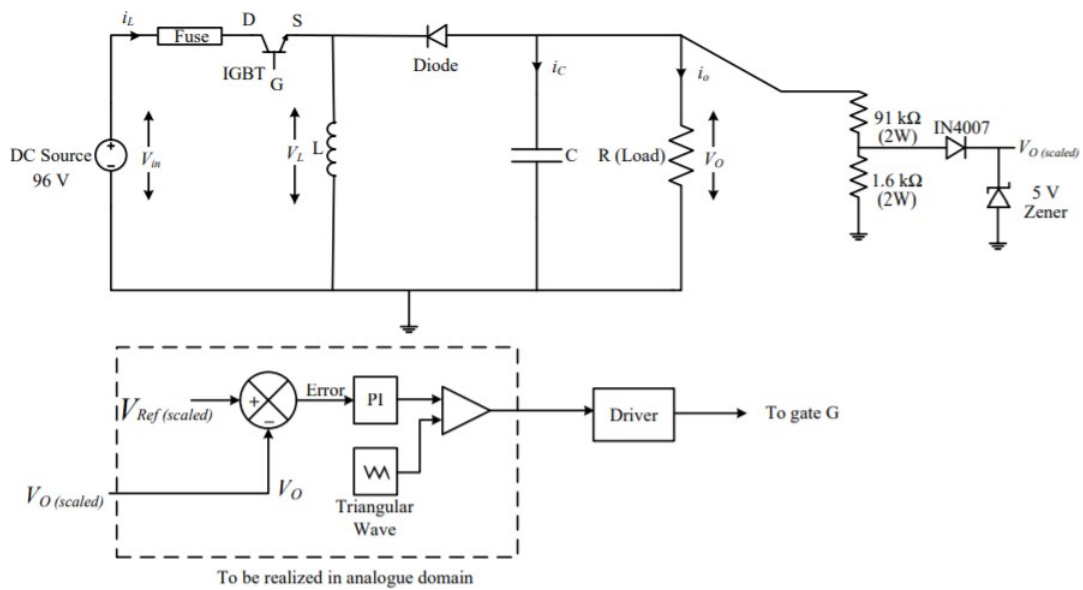 iL
D
S
Fuse
IGBT
G
Diode
iC
io
DC Source
96 V
+
-
Vin
VL
L
C
R (Load)
VO
91 kΩ
(2W)
IN4007
VO (scaled)
1.6 kΩ
(2W)
5 V
Zener
VRef (scaled)
+
−
Error
PI
Driver
To gate G
VO (scaled)
VO
Triangular
Wave
To be realized in analogue domain